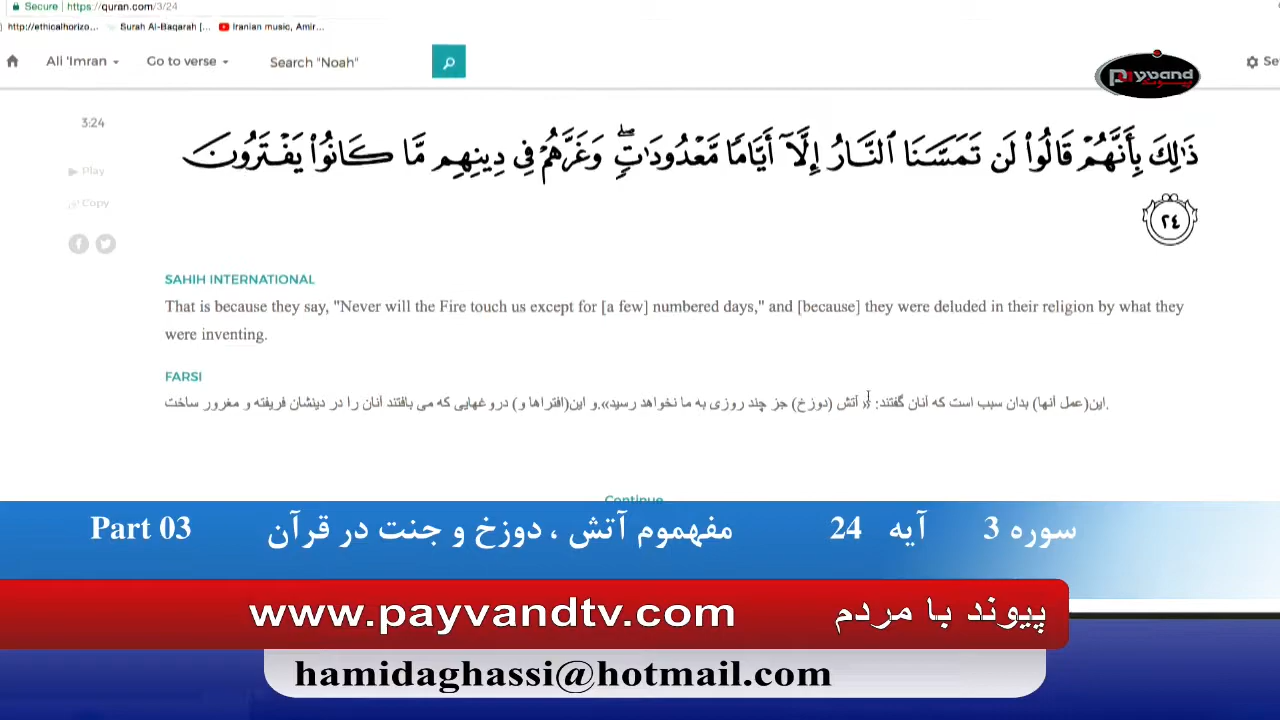 Secure | https://quran.com/3/24
http://ethicalhorizo... Surah Al-Baqarah [... Iranian music, Amir...
Ali 'Imran Go to verse Search "Noah"
Payvand
3:24
ذَٰلِكَ بِأَنَّهُمْ قَالُوا۟ لَن تَمَسَّنَا ٱلنَّارُ إِلَّآ أَيَّامًا مَّعْدُودَٰتٍ ۖ وَغَرَّهُمْ فِى دِينِهِم مَّا كَانُوا۟ يَفْتَرُونَ
٢٤
Play
Copy
SAHIH INTERNATIONAL
That is because they say, "Never will the Fire touch us except for [a few] numbered days," and [because] they were deluded in their religion by what they
were inventing.
FARSI
این(عمل آنها) بدان سبب است که آنان گفتند: «آتش (دوزخ) جز چند روزی به ما نخواهد رسید».و این(افتراها و) دروغهایی که می بافتند آنان را در دینشان فریفته و مغرور ساخت.
Continue
سوره 3 آیه 24 مفهموم آتش ، دوزخ و جنت در قرآن Part 03
پیوند با مردم www.payvandtv.com
hamidaghassi@hotmail.com